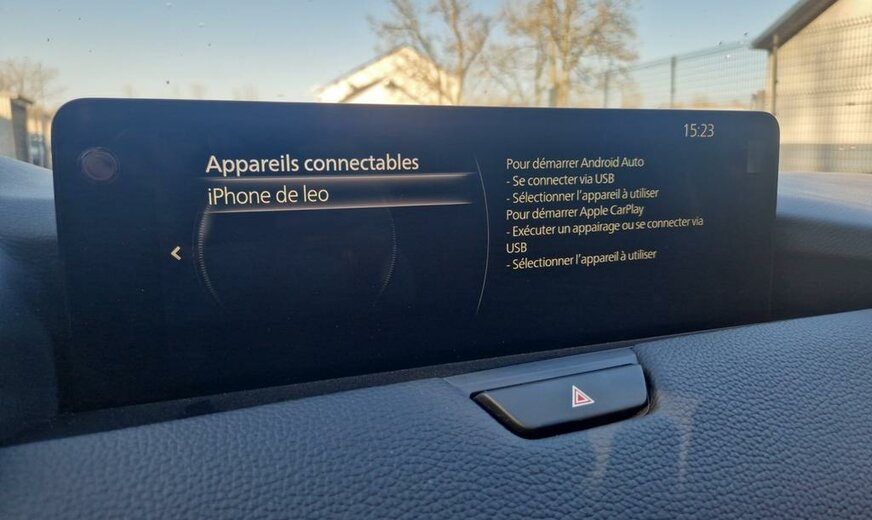 15:23
Appareils connectables
iPhone de leo
Pour démarrer Android Auto
- Se connecter via USB
- Sélectionner l'appareil à utiliser
Pour démarrer Apple CarPlay
- Exécuter un appairage ou se connecter via
USB
- Sélectionner l'appareil à utiliser